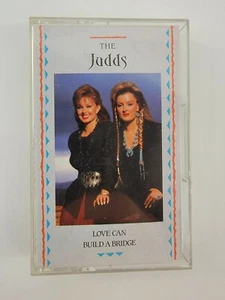 THE
Judds
LOVE CAN
BUILD A BRIDGE